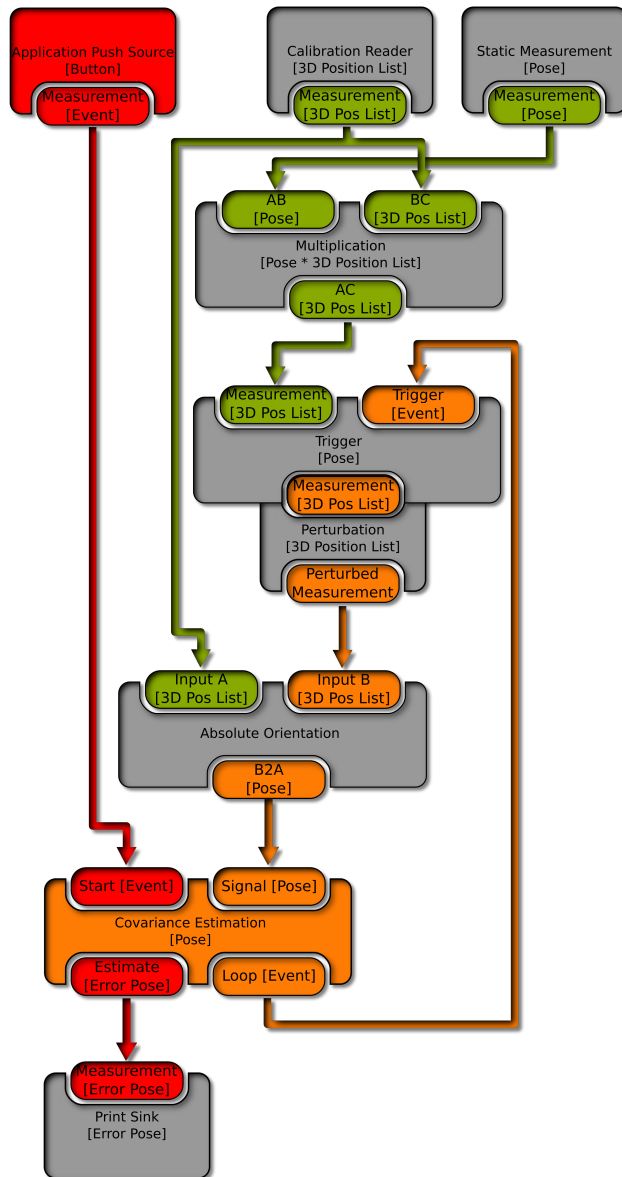 Application Push Source
[Button]
Measurement
[Event]
Calibration Reader
[3D Position List]
Measurement
[3D Pos List]
Static Measurement
[Pose]
Measurement
[Pose]
AB
[Pose]
BC
[3D Pos List]
Multiplication
[Pose * 3D Position List]
AC
[3D Pos List]
Measurement
[3D Pos List]
Trigger
[Event]
Trigger
[Pose]
Measurement
[3D Pos List]
Perturbation
[3D Position List]
Perturbed
Measurement
Input A
[3D Pos List]
Input B
[3D Pos List]
Absolute Orientation
B2A
[Pose]
Start [Event]
Signal [Pose]
Covariance Estimation
[Pose]
Estimate
[Error Pose]
Loop [Event]
Measurement
[Error Pose]
Print Sink
[Error Pose]